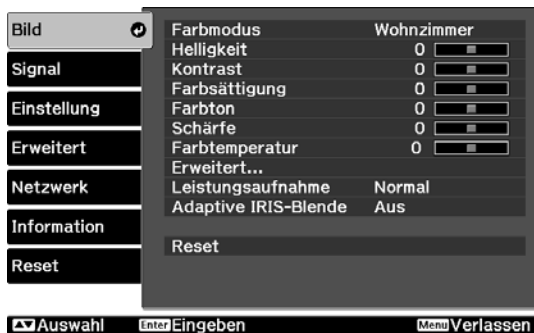 Bild
Signal
Einstellung
Erweitert
Netzwerk
Information
Reset
Farbmodus Wohnzimmer
Helligkeit 0
Kontrast 0
Farbsättigung 0
Farbton 0
Schärfe 0
Farbtemperatur 0
Erweitert...
Leistungsaufnahme Normal
Adaptive IRIS-Blende Aus
Reset
Auswahl Enter Eingeben Menu Verlassen